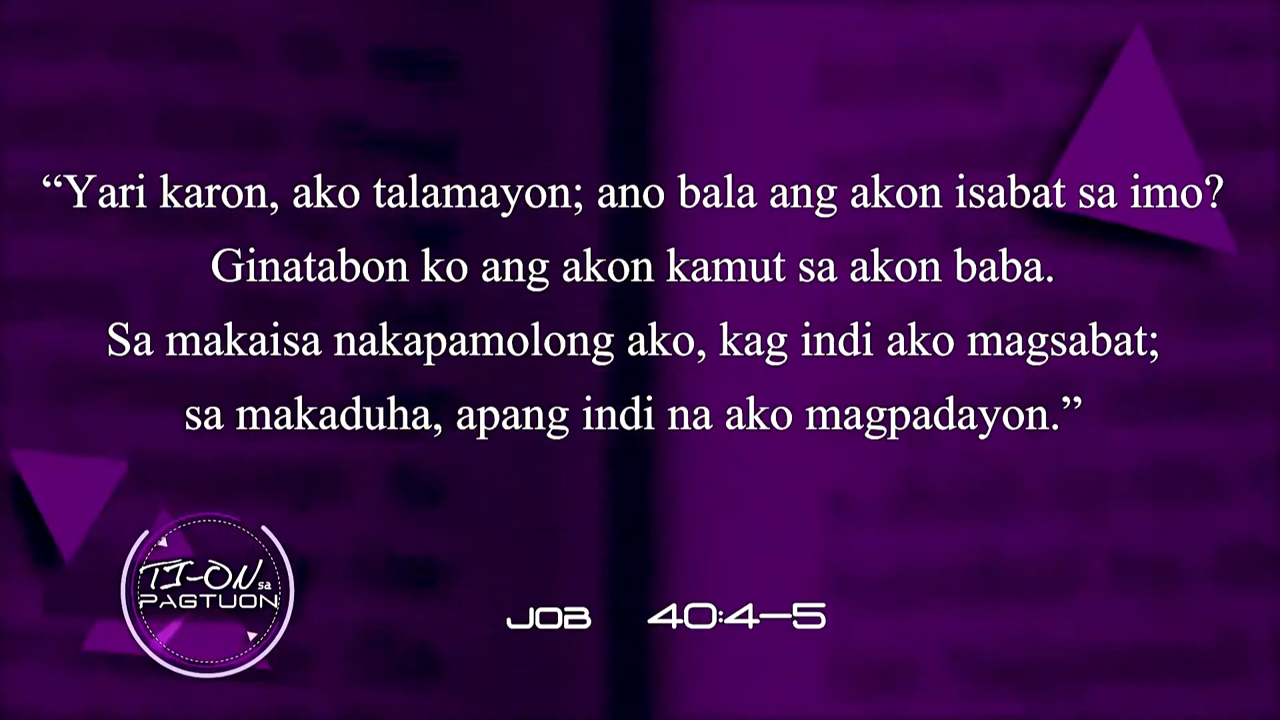 “Yari karon, ako talamayon; ano bala ang akon isabat sa imo?
Ginatabon ko ang akon kamut sa akon baba.
Sa makaisa nakapamolong ako, kag indi ako magsabat;
sa makaduha, apang indi na ako magpadayon.”
TI-ON sa
PAGTUON
JOB 40:4–5